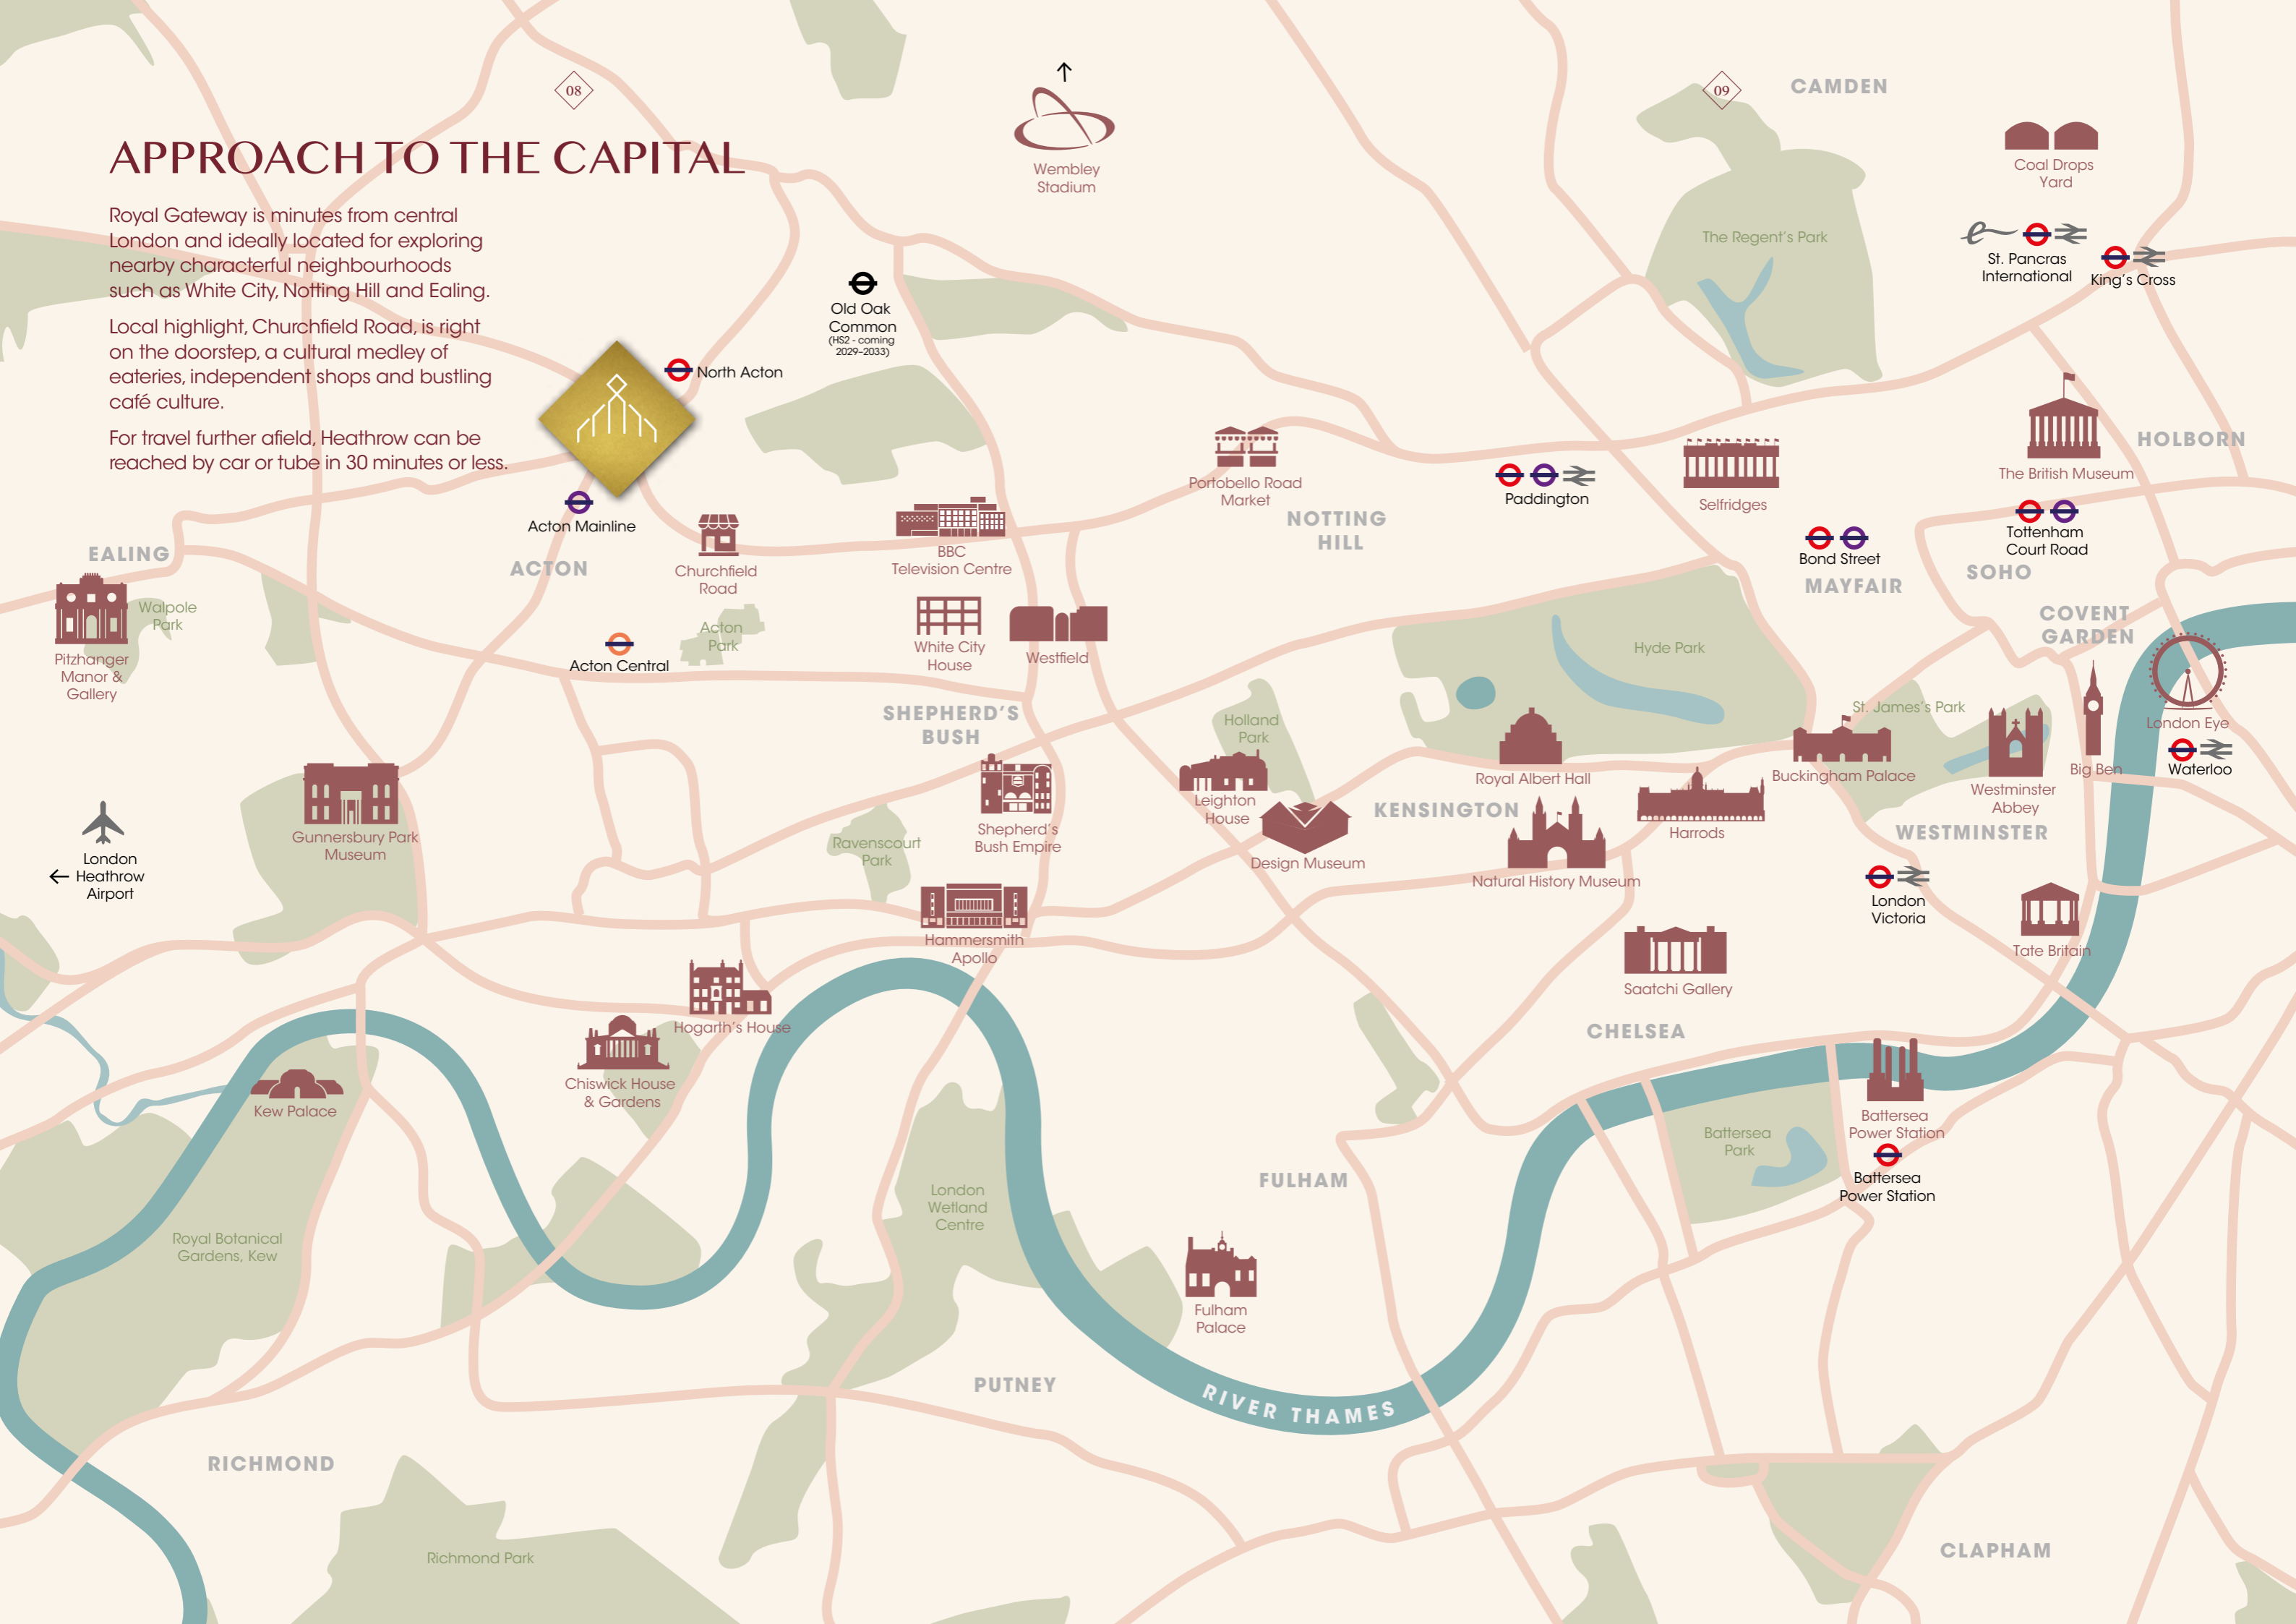 08
09
APPROACH TO THE CAPITAL
Royal Gateway is minutes from central
London and ideally located for exploring
nearby characterful neighbourhoods
such as White City, Notting Hill and Ealing.
Local highlight, Churchfield Road, is right
on the doorstep, a cultural medley of
eateries, independent shops and bustling
café culture.
For travel further afield, Heathrow can be
reached by car or tube in 30 minutes or less.
Wembley
Stadium
CAMDEN
Coal Drops
Yard
The Regent's Park
St. Pancras
International
King's Cross
Old Oak
Common
(HS2 - coming
2029–2033)
North Acton
Acton Mainline
EALING
ACTON
Churchfield
Road
BBC
Television Centre
Portobello Road
Market
NOTTING
HILL
Paddington
Selfridges
The British Museum
HOLBORN
Tottenham
Court Road
Bond Street
MAYFAIR
SOHO
COVENT
GARDEN
Pitzhanger
Manor &
Gallery
Walpole
Park
Acton Central
Acton
Park
White City
House
Westfield
Hyde Park
SHEPHERD'S
BUSH
Holland
Park
St. James's Park
London Eye
Waterloo
Big Ben
Royal Albert Hall
Buckingham Palace
Westminster
Abbey
WESTMINSTER
Leighton
House
KENSINGTON
Harrods
Design Museum
Natural History Museum
Gunnersbury Park
Museum
London
Heathrow
Airport
Ravenscourt
Park
Shepherd's
Bush Empire
Hammersmith
Apollo
London
Victoria
Tate Britain
Saatchi Gallery
CHELSEA
Hogarth's House
Chiswick House
& Gardens
Kew Palace
Battersea
Power Station
Battersea
Park
Battersea
Power Station
FULHAM
London
Wetland
Centre
Royal Botanical
Gardens, Kew
Fulham
Palace
PUTNEY
RIVER THAMES
RICHMOND
Richmond Park
CLAPHAM